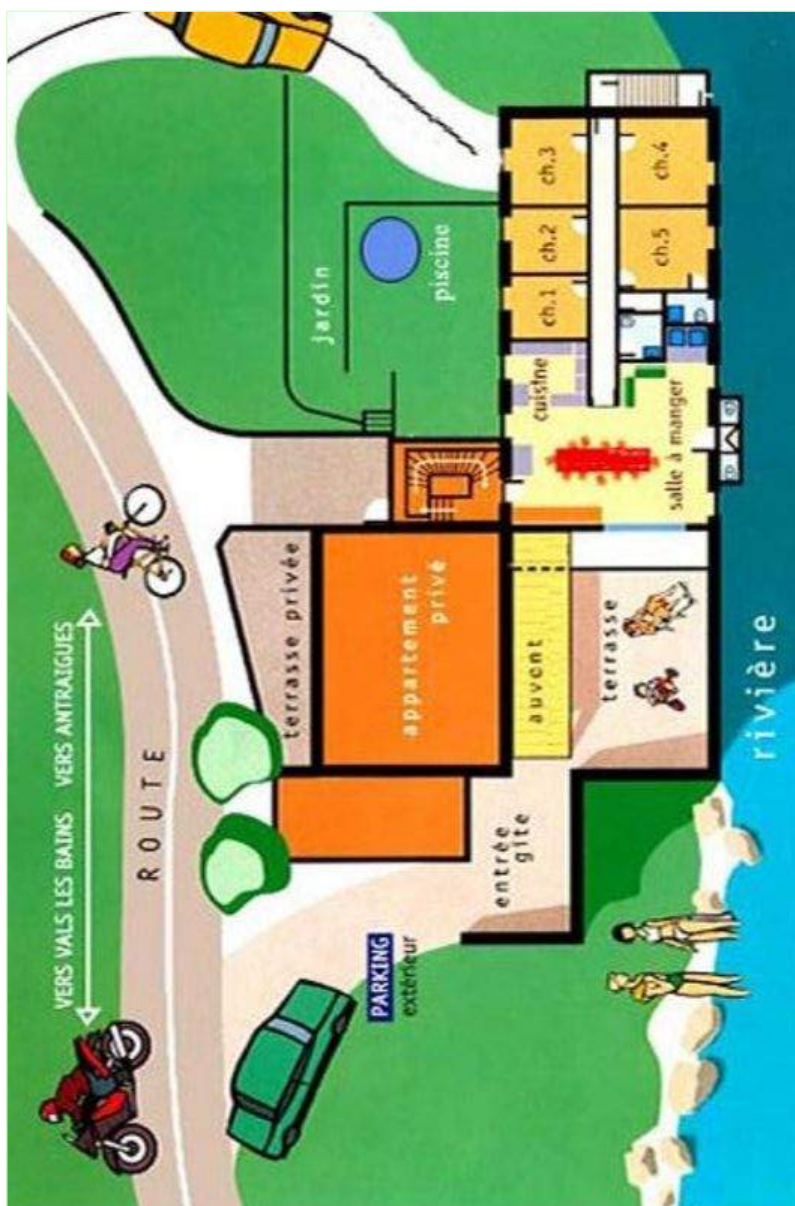 VERS VALS LES BAINS VERS ANTRAIGUES
ROUTE
terrasse privée
jardin
PARKING
extérieur
appartement
privé
piscine
entrée
gîte
auvent
cuisine
ch.1
ch.2
ch.3
terrasse
salle à manger
ch.5
ch.4
rivière